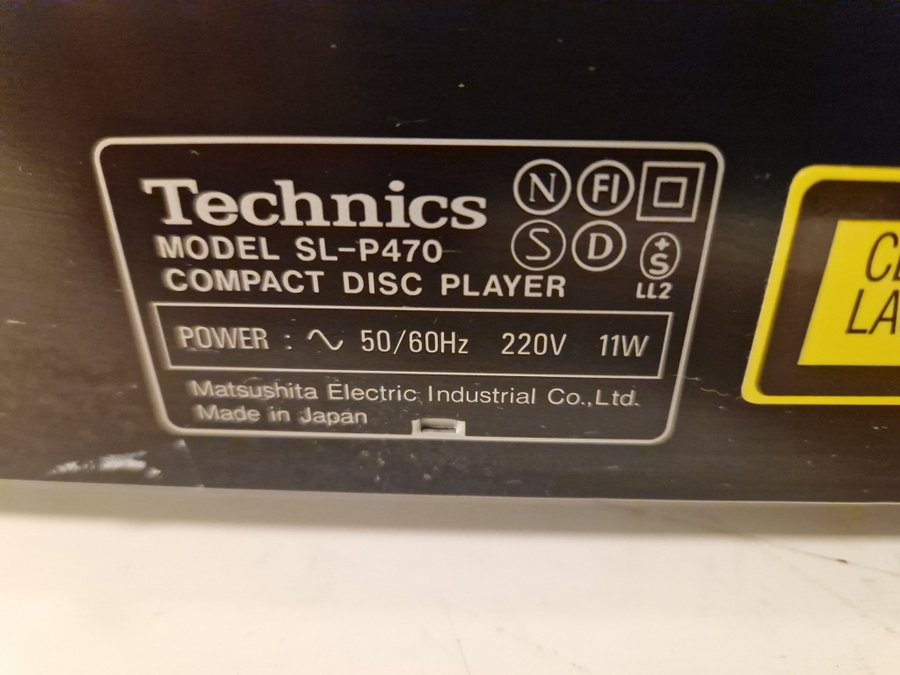 Technics
N FI
MODEL SL-P470
S D S
COMPACT DISC PLAYER
LL2
POWER : ∿ 50/60Hz 220V 11W
Matsushita Electric Industrial Co.,Ltd.
Made in Japan
LA